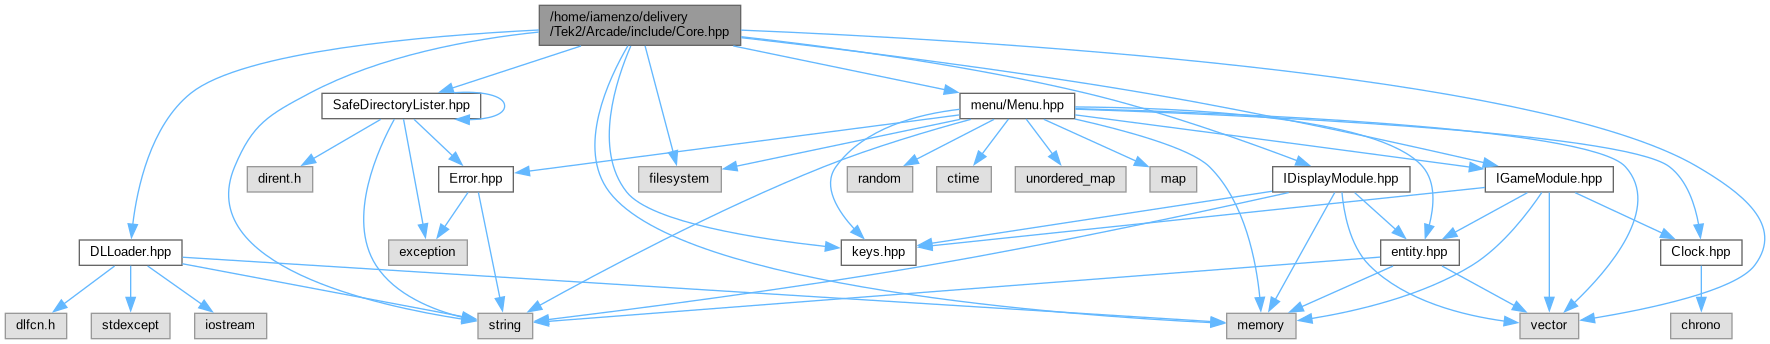 /home/iamenzo/delivery
/Tek2/Arcade/include/Core.hpp
SafeDirectoryLister.hpp
menu/Menu.hpp
dirent.h
Error.hpp
filesystem
random
ctime
unordered_map
map
IDisplayModule.hpp
IGameModule.hpp
DLLoader.hpp
exception
keys.hpp
entity.hpp
Clock.hpp
dlfcn.h
stdexcept
iostream
string
memory
vector
chrono